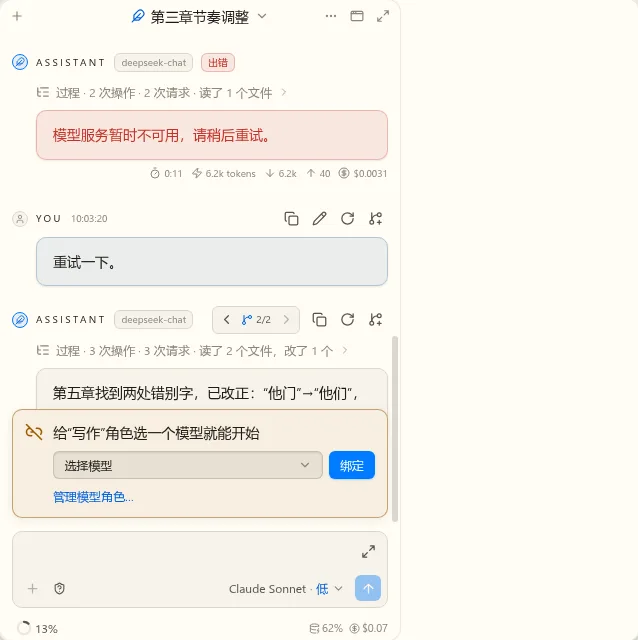 第三章节奏调整
ASSISTANT deepseek-chat 出错
过程 · 2 次操作 · 2 次请求 · 读了 1 个文件
模型服务暂时不可用，请稍后重试。
0:11 6.2k tokens 6.2k 40 $0.0031
YOU 10:03:20
重试一下。
ASSISTANT deepseek-chat 2/2
过程 · 3 次操作 · 3 次请求 · 读了 2 个文件，改了 1 个
第五章找到两处错别字，已改正：“他门”→“他们”，
给“写作”角色选一个模型就能开始
选择模型 绑定
管理模型角色...
Claude Sonnet · 低
13% 62% $0.07